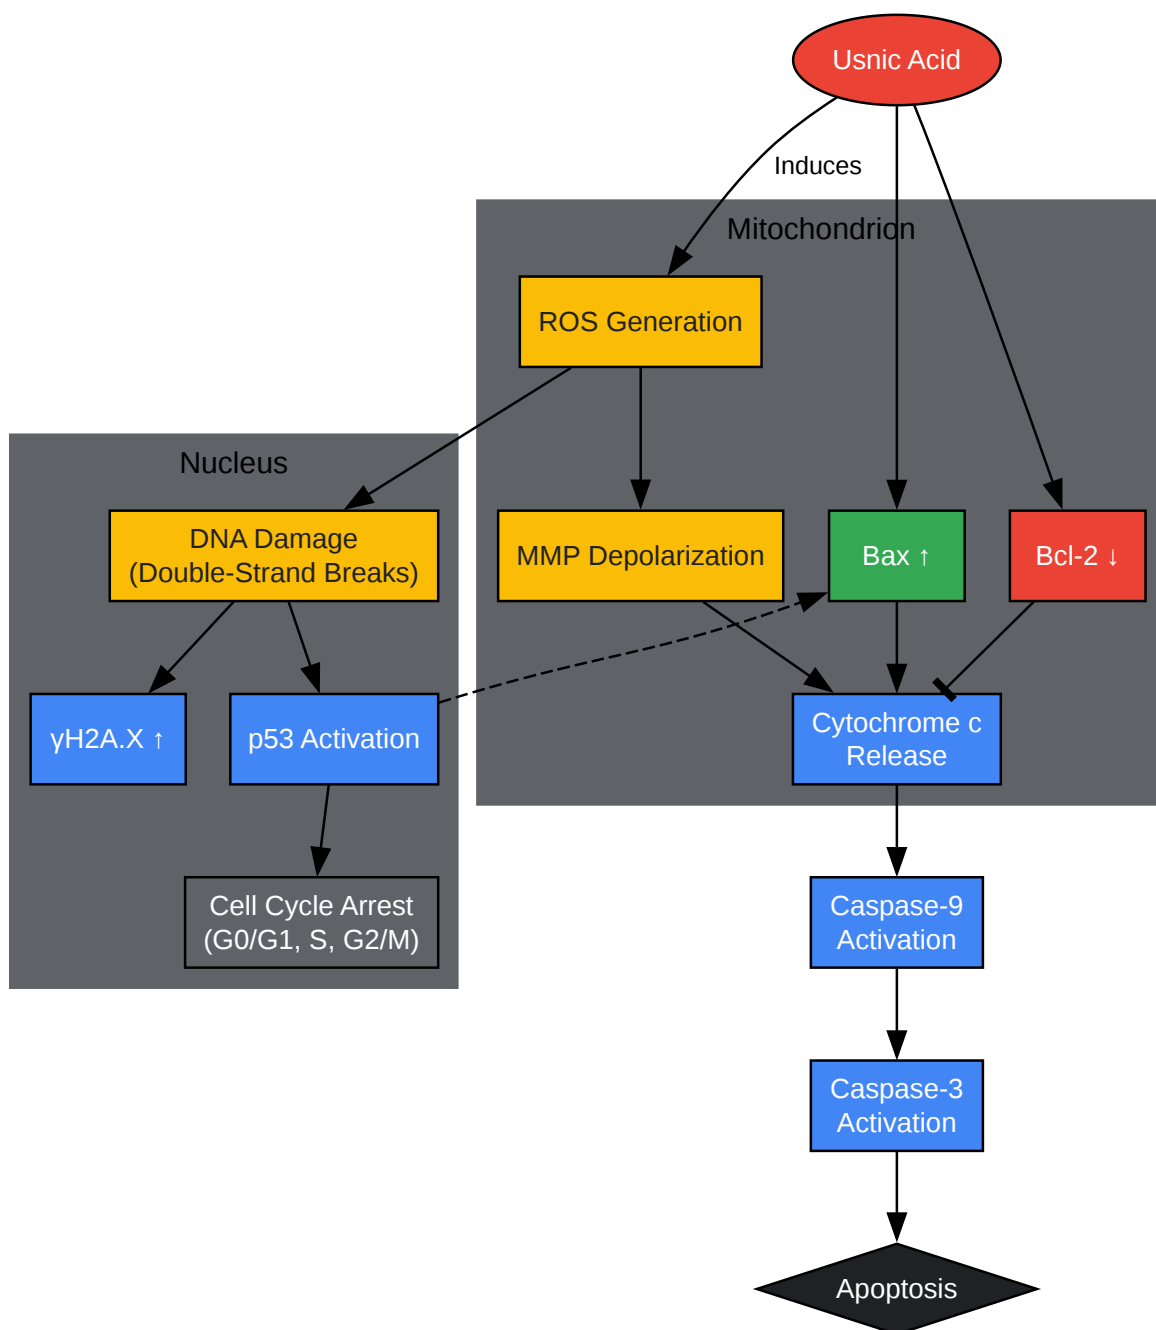 Usnic Acid
Induces
Mitochondrion
ROS Generation
Nucleus
DNA Damage
(Double-Strand Breaks)
MMP Depolarization
Bax ↑
Bcl-2 ↓
γH2A.X ↑
p53 Activation
Cytochrome c
Release
Cell Cycle Arrest
(G0/G1, S, G2/M)
Caspase-9
Activation
Caspase-3
Activation
Apoptosis